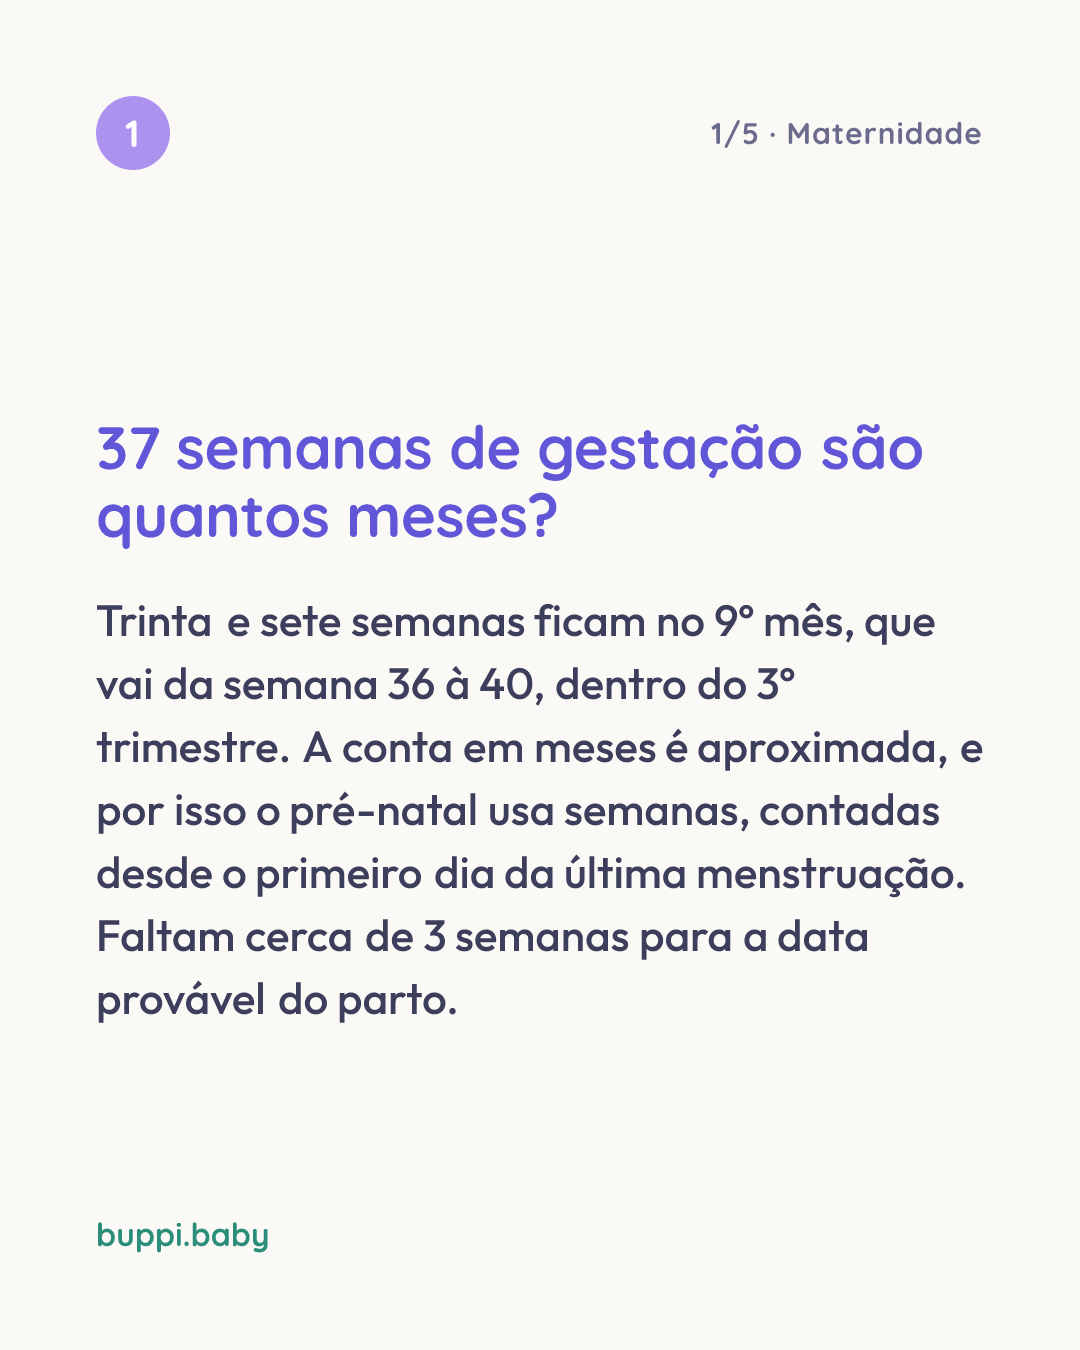 1
1/5 · Maternidade
37 semanas de gestação são
quantos meses?
Trinta e sete semanas ficam no 9º mês, que
vai da semana 36 à 40, dentro do 3º
trimestre. A conta em meses é aproximada, e
por isso o pré-natal usa semanas, contadas
desde o primeiro dia da última menstruação.
Faltam cerca de 3 semanas para a data
provável do parto.
buppi.baby